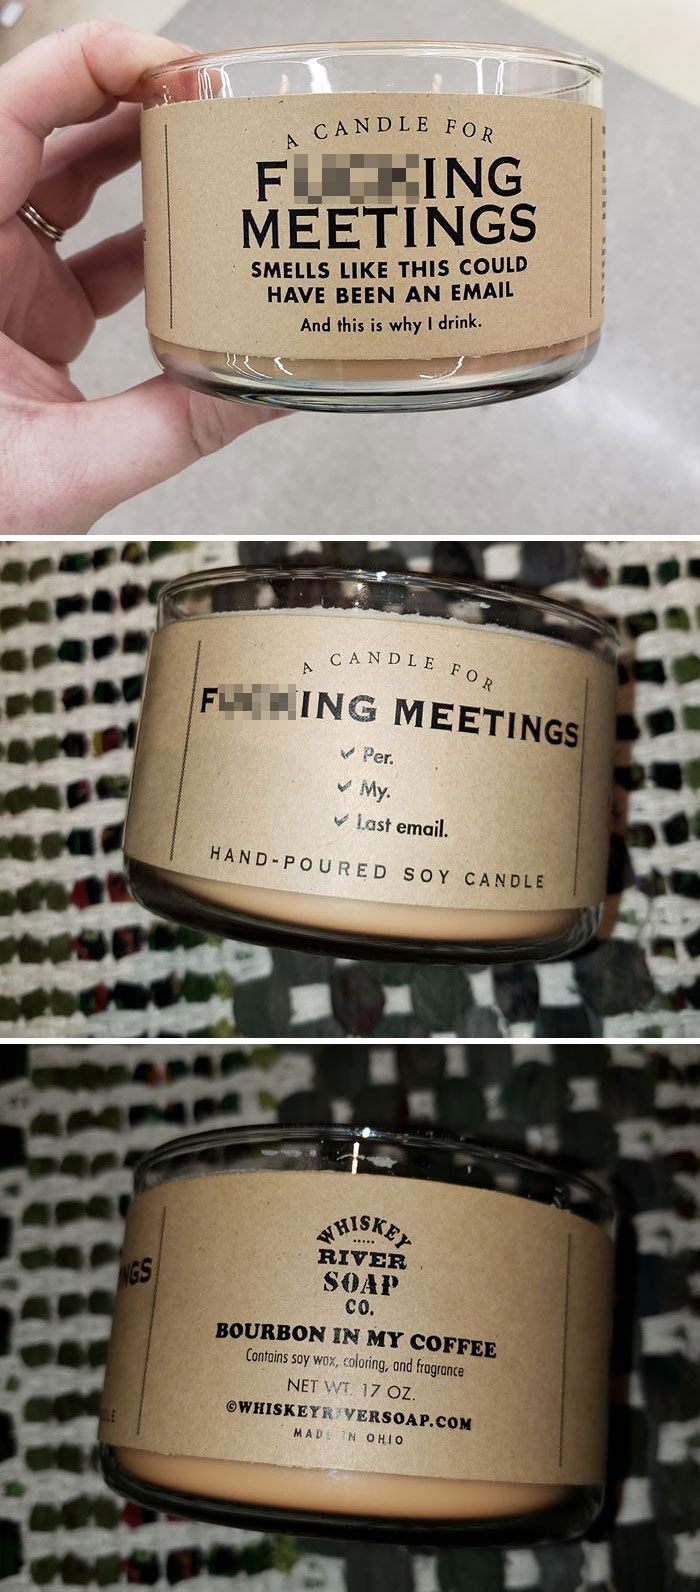 A CANDLE FOR
MEETINGS
SMELLS LIKE THIS COULD
HAVE BEEN AN EMAIL
And this is why I drink.
A CANDLE FOR
MEETINGS
✓ Per.
✓ My.
✓ Last email.
HAND-POURED SOY CANDLE
NGS
WHISKEY
RIVER
SOAP
CO.
BOURBON IN MY COFFEE
Contains soy wax, coloring, and fragrance
NET WT. 17 OZ.
©WHISKEYRIVERSOAP.COM
MADE IN OHIO